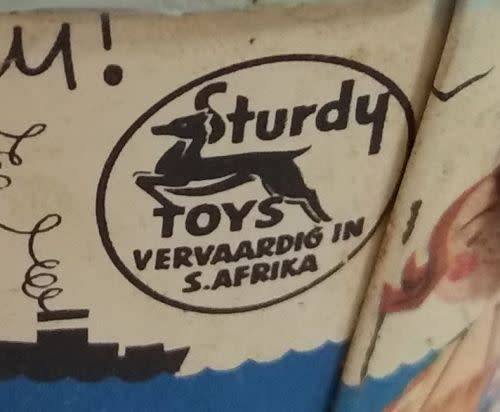 M!
Sturdy
TOYS
VERVAARDIG IN
S.AFRIKA